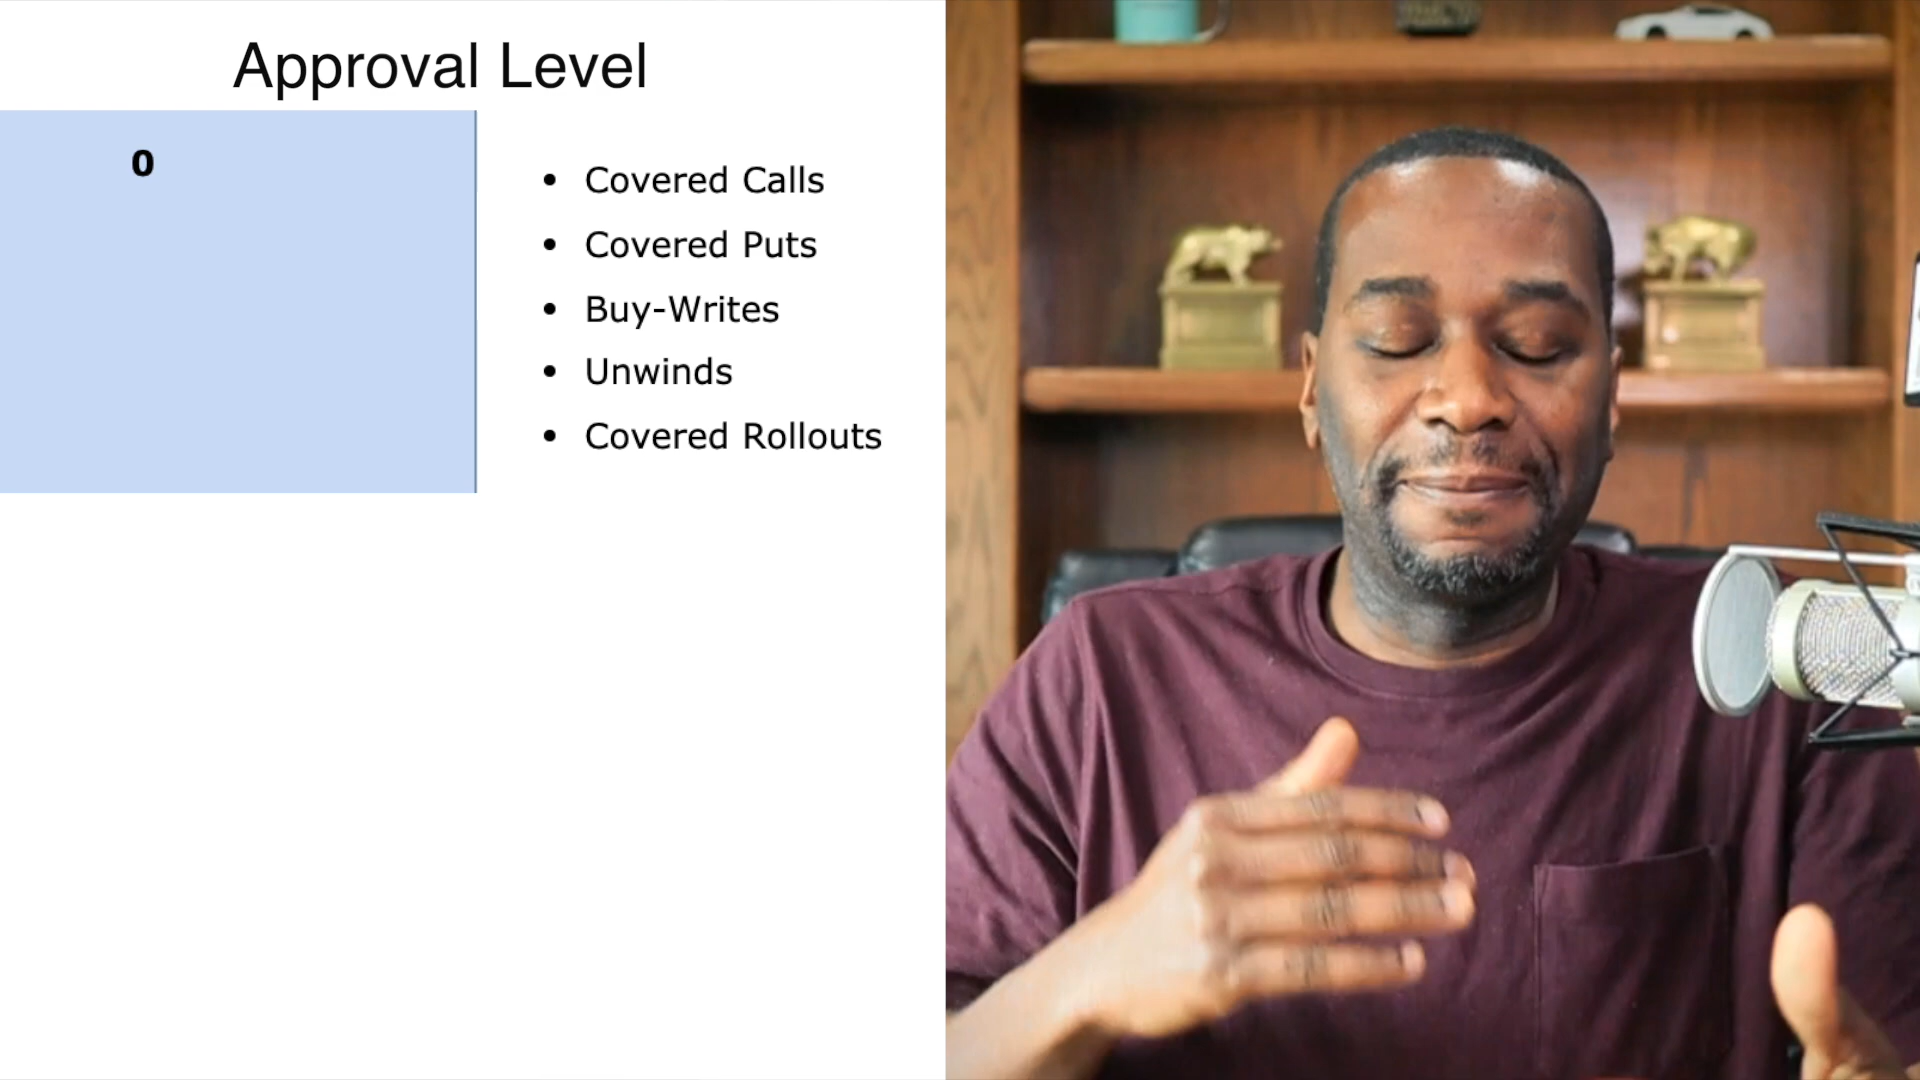 Approval Level
0
Covered Calls
Covered Puts
Buy-Writes
Unwinds
Covered Rollouts